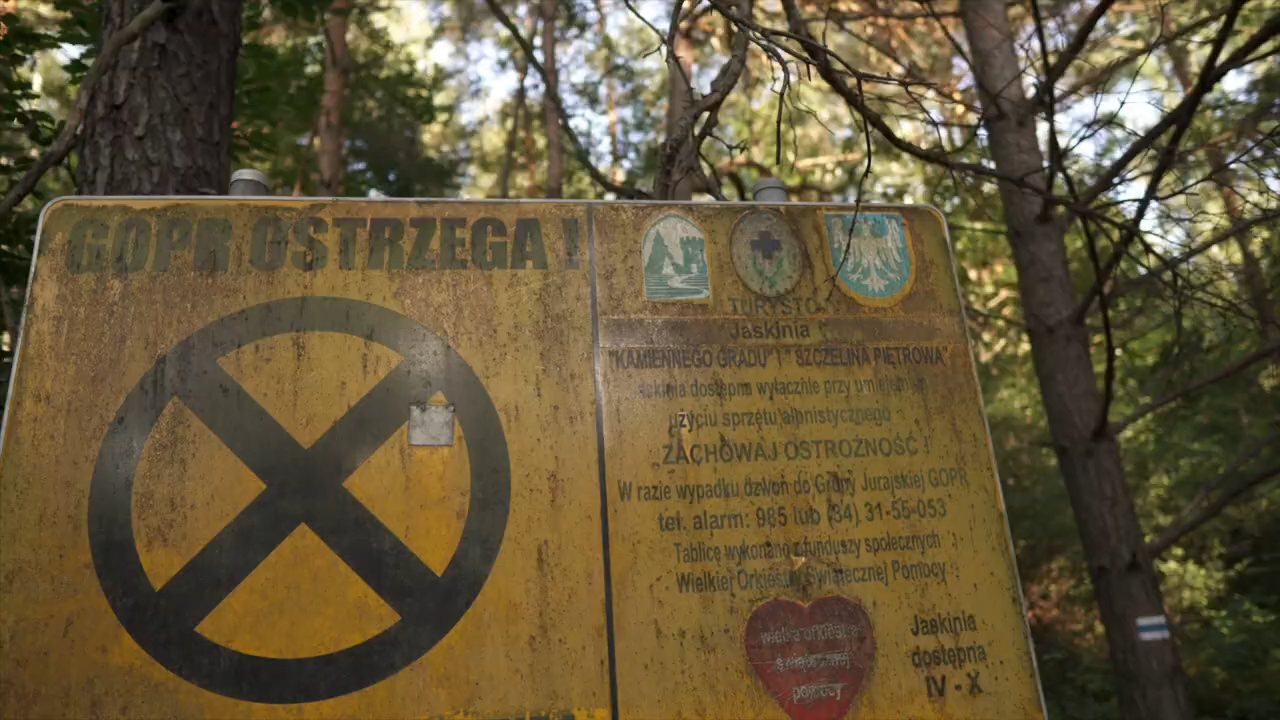 GOPR OSTRZEGA !
TURYSTO
Jaskinia
"KAMIENNEGO GRADU" I " SZCZELINA PIETROWA"
jaskinia dostępna wyłącznie przy umiejętnym
użyciu sprzętu alpinistycznego
ZACHOWAJ OSTROŻNOŚĆ !
W razie wypadku dzwoń do Grupy Jurajskiej GOPR
tel. alarm: 985 lub (34) 31-55-053
Tablicę wykonano z funduszy społecznych
Wielkiej Orkiestry Świątecznej Pomocy
wielka orkiestra
świątecznej
pomocy
Jaskinia
dostępna
IV - X